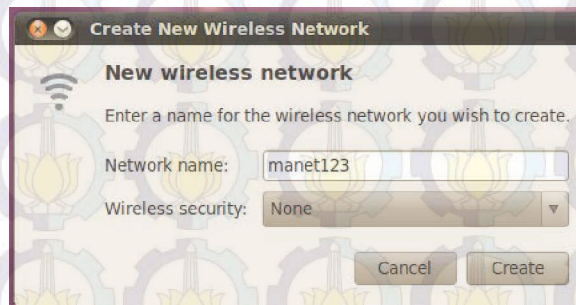 Create New Wireless Network
New wireless network
Enter a name for the wireless network you wish to create.
Network name: manet123
Wireless security: None
Cancel Create